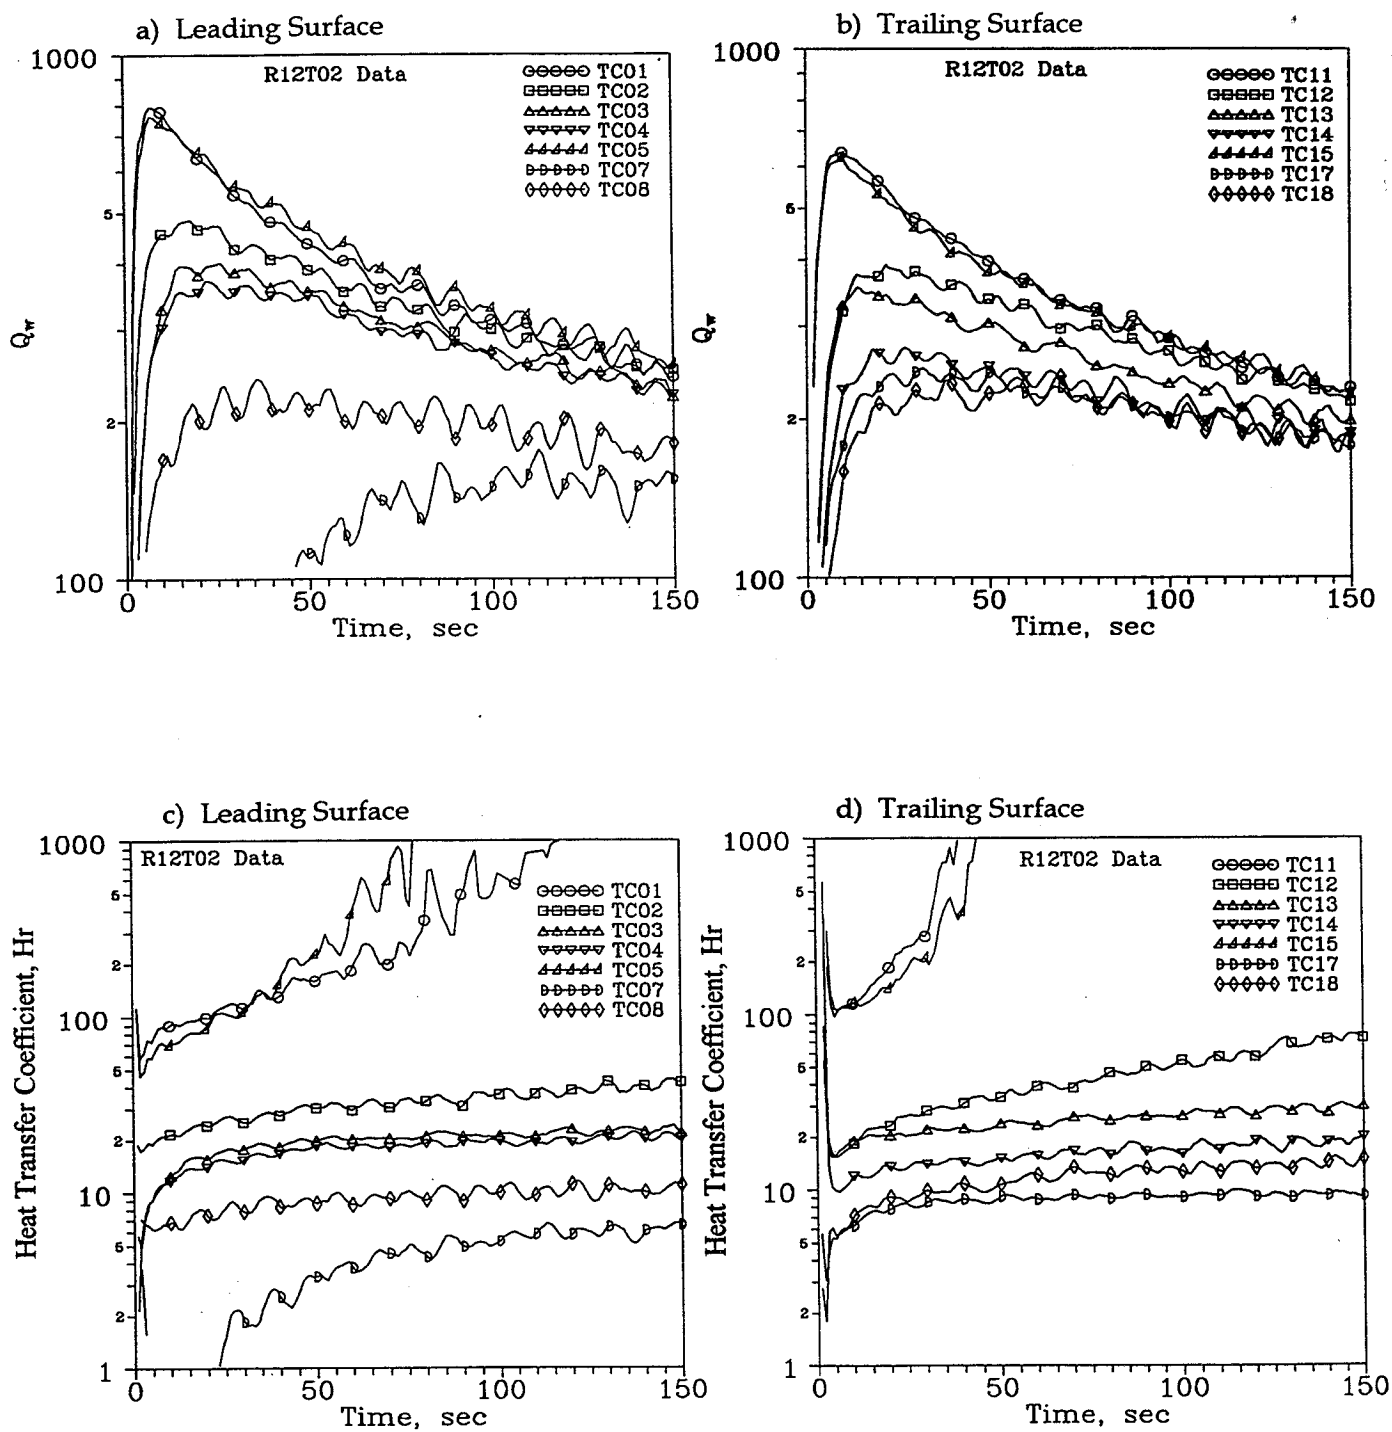 a) Leading Surface
1000
R12T02 Data
TC01
TC02
TC03
TC04
TC05
TC07
TC08
5
Qw
2
100
0
50
100
150
Time, sec
b) Trailing Surface
1000
R12T02 Data
TC11
TC12
TC13
TC14
TC15
TC17
TC18
5
Qw
2
100
0
50
100
150
Time, sec
c) Leading Surface
1000
R12T02 Data
TC01
TC02
TC03
TC04
TC05
TC07
TC08
5
2
100
5
2
10
5
2
1
Heat Transfer Coefficient, Hr
0
50
100
150
Time, sec
d) Trailing Surface
1000
R12T02 Data
TC11
TC12
TC13
TC14
TC15
TC17
TC18
5
2
100
5
2
10
5
2
1
Heat Transfer Coefficient, Hr
0
50
100
150
Time, sec